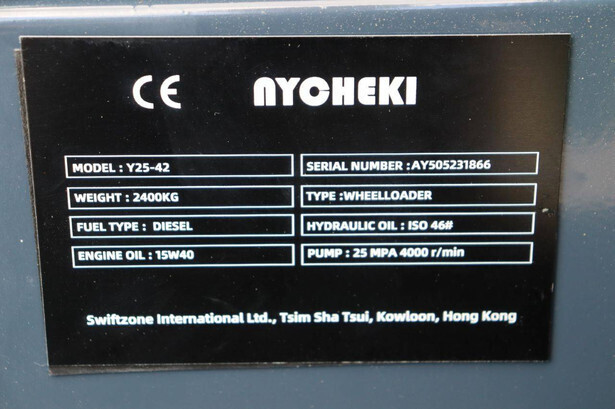 CE NYCHEKI
MODEL : Y25-42 SERIAL NUMBER : AY505231866
WEIGHT : 2400KG TYPE : WHEELLOADER
FUEL TYPE : DIESEL HYDRAULIC OIL : ISO 46#
ENGINE OIL : 15W40 PUMP : 25 MPA 4000 r/min
Swiftzone International Ltd., Tsim Sha Tsui, Kowloon, Hong Kong